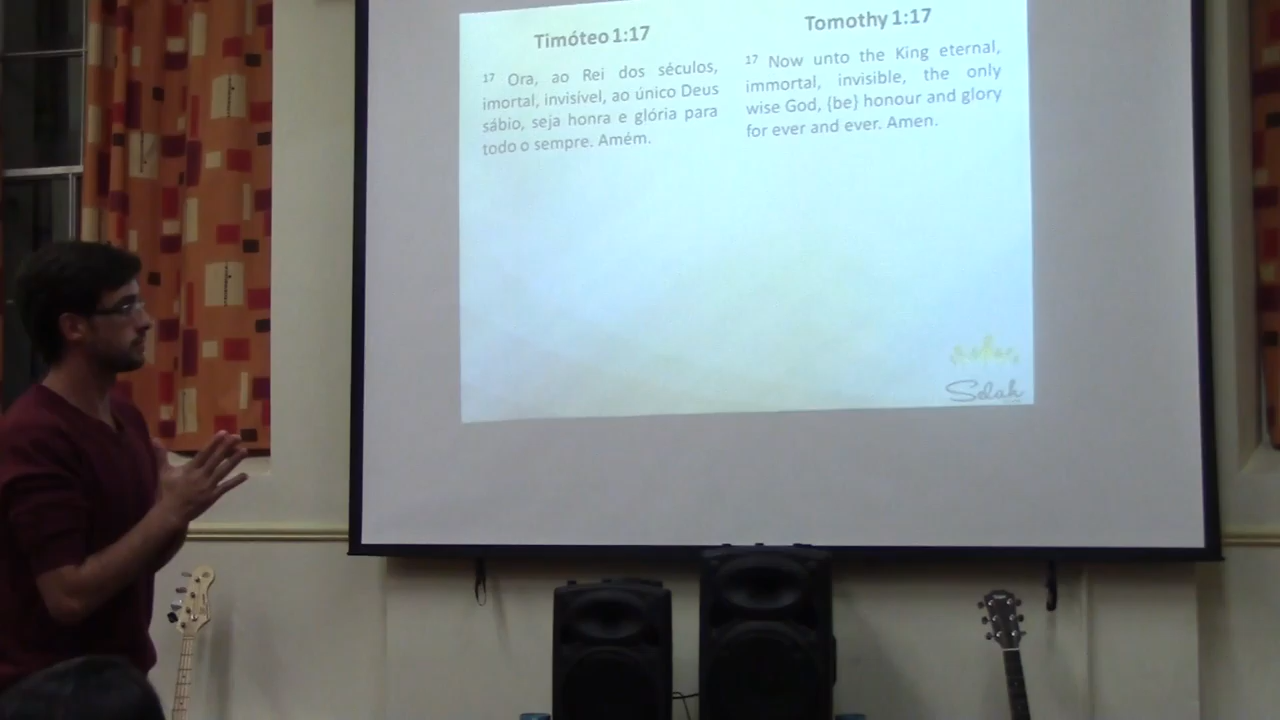 Timóteo 1:17
17 Ora, ao Rei dos séculos,
imortal, invisível, ao único Deus
sábio, seja honra e glória para
todo o sempre. Amém.
Tomothy 1:17
17 Now unto the King eternal,
immortal, invisible, the only
wise God, {be} honour and glory
for ever and ever. Amen.
Selah